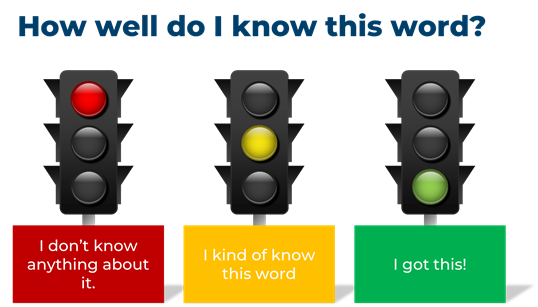 How well do I know this word?
I don’t know
anything about
it.
I kind of know
this word
I got this!